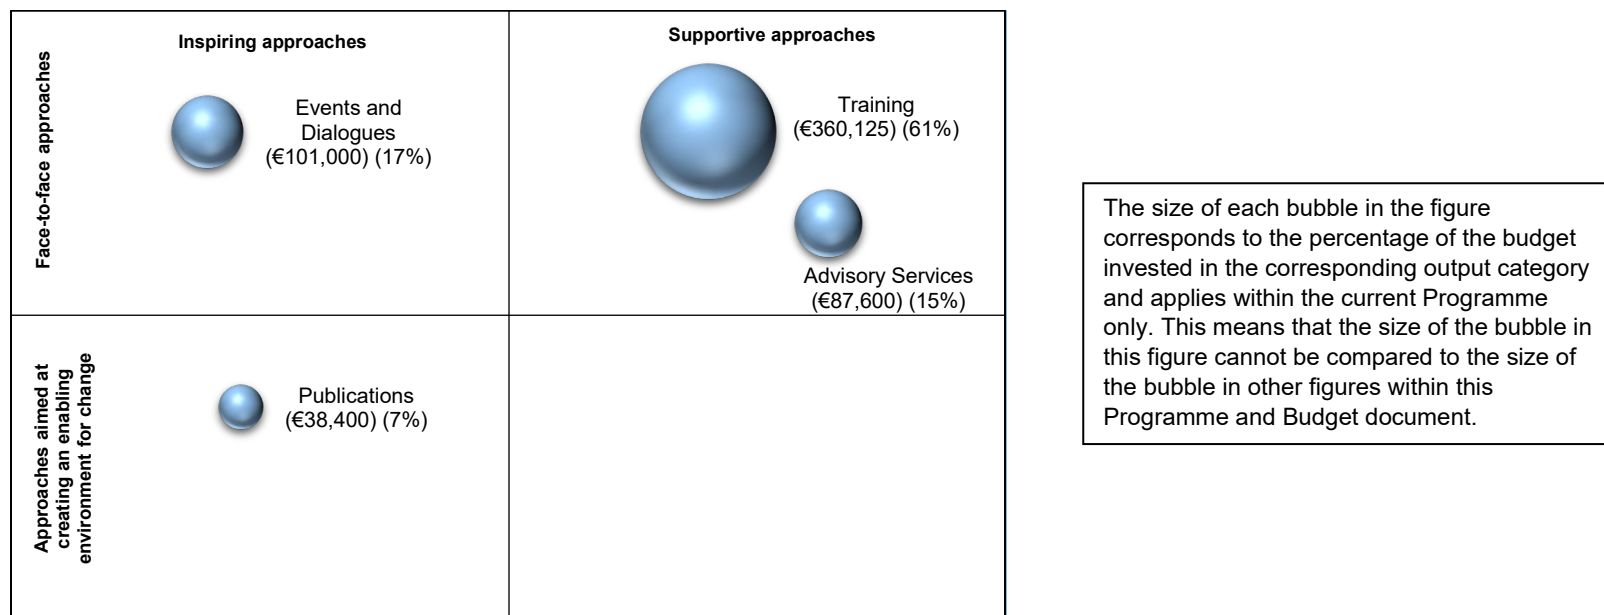 Inspiring approaches
Supportive approaches
Face-to-face approaches
Events and
Dialogues
(€101,000) (17%)
Training
(€360,125) (61%)
Advisory Services
(€87,600) (15%)
Approaches aimed at
creating an enabling
environment for change
Publications
(€38,400) (7%)
The size of each bubble in the figure
corresponds to the percentage of the budget
invested in the corresponding output category
and applies within the current Programme
only. This means that the size of the bubble in
this figure cannot be compared to the size of
the bubble in other figures within this
Programme and Budget document.